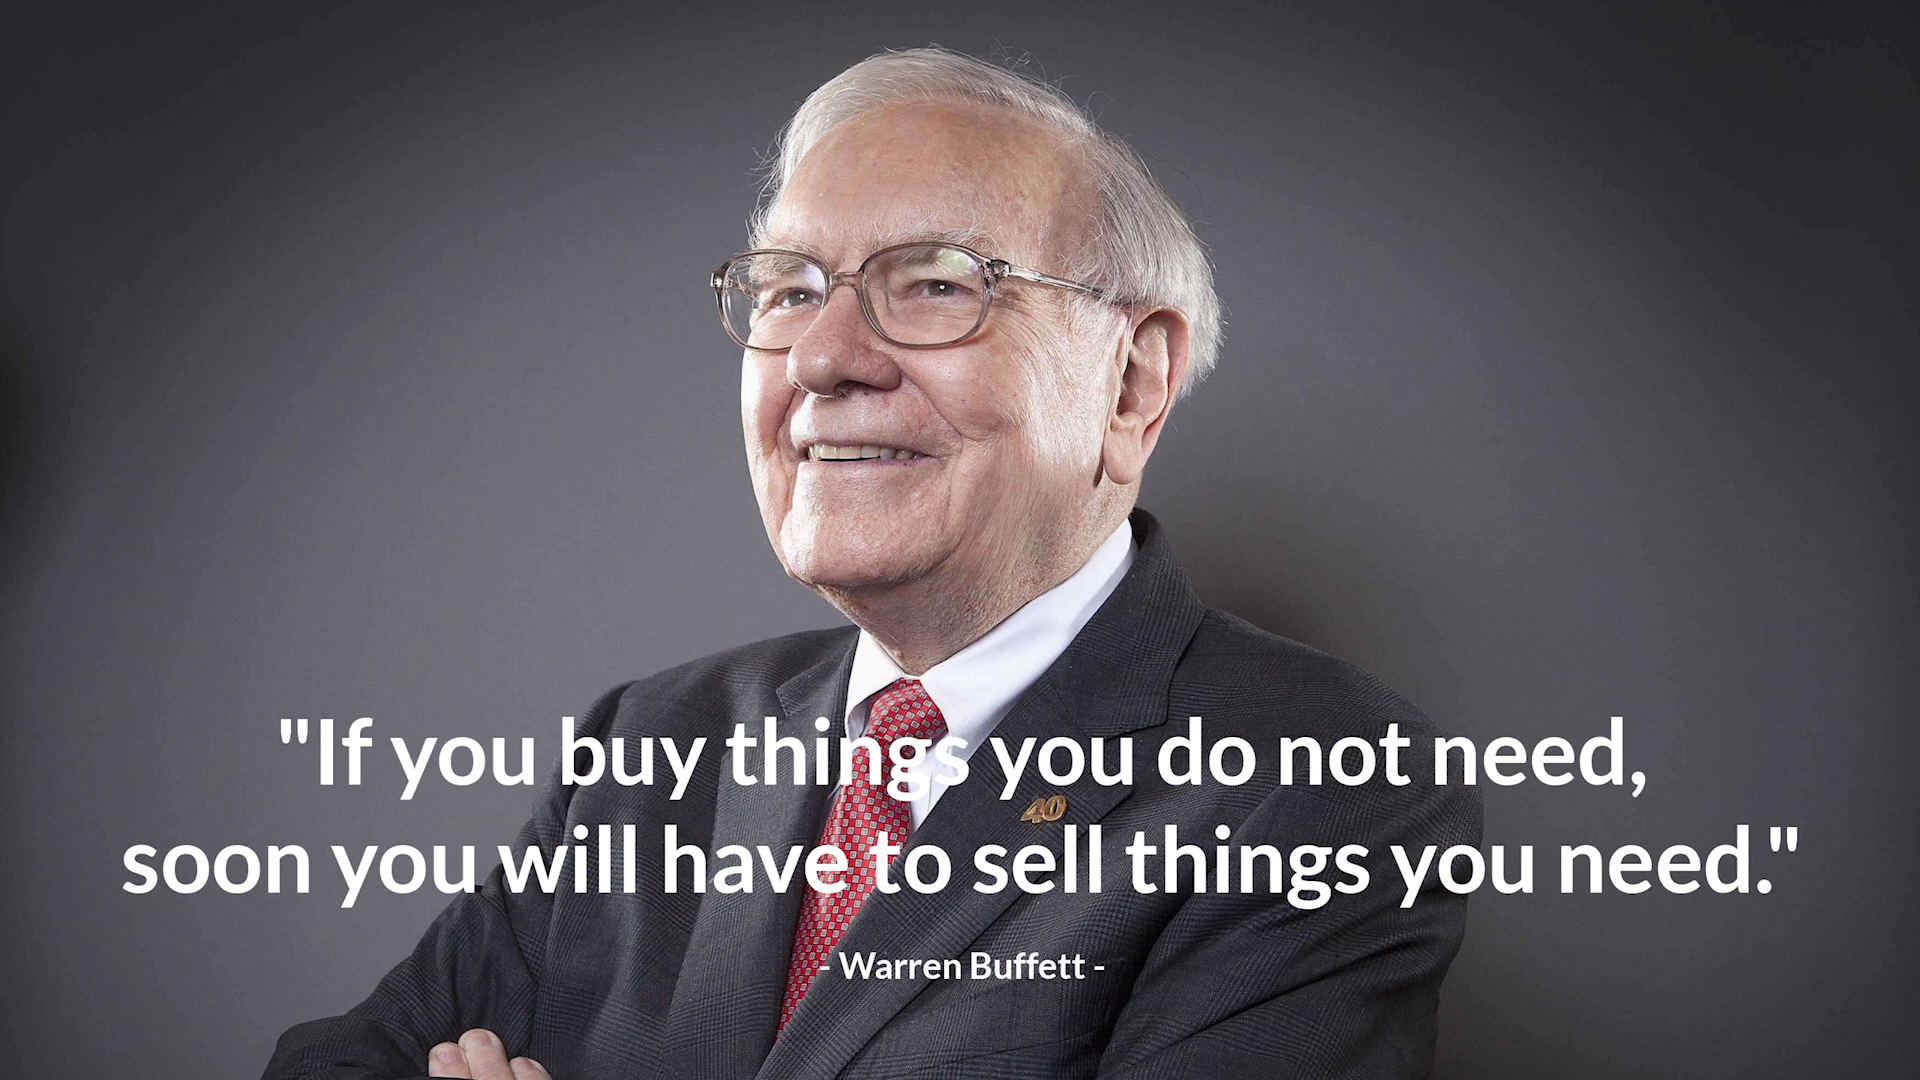 "If you buy things you do not need,
soon you will have to sell things you need."
- Warren Buffett -
40